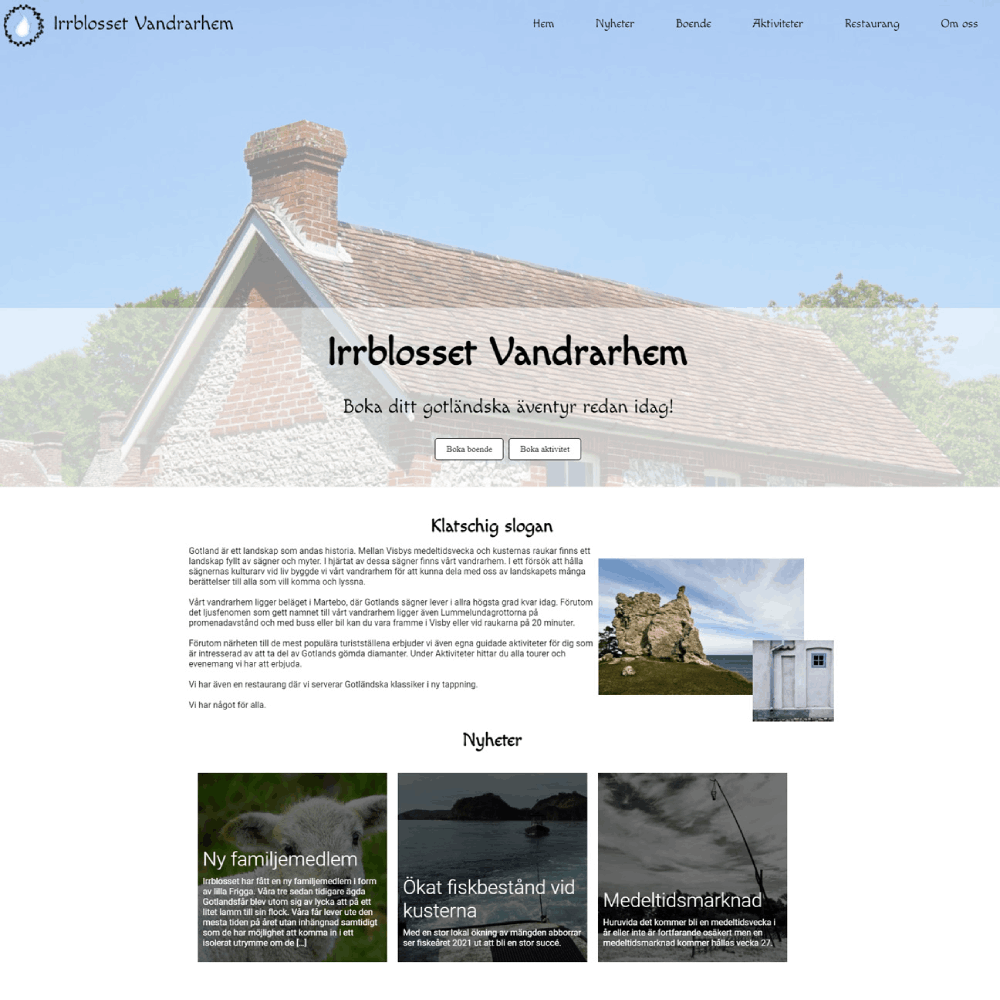 Irrblosset Vandrarhem
Hem Nyheter Boende Aktiviteter Restaurang Om oss
Irrblosset Vandrarhem
Boka ditt gotländska äventyr redan idag!
Boka boende Boka aktivitet
Klatschig slogan
Gotland är ett landskap som andas historia. Mellan Visbys medeltidsvecka och kusternas raukar finns ett
landskap fyllt av sägner och myter. I hjärtat av dessa sägner finns vårt vandrarhem. I ett försök att hålla
sägnernas kulturarv vid liv byggde vi vårt vandrarhem för att kunna dela med oss av landskapets många
berättelser till alla som vill komma och lyssna.
Vårt vandrarhem ligger beläget i Martebo, där Gotlands sägner lever i allra högsta grad kvar idag. Förutom
det ljusfenomen som gett namnet till vårt vandrarhem ligger även Lummelundagrottorna på
promenadavstånd och med buss eller bil kan du vara framme i Visby eller vid raukarna på 20 minuter.
Förutom närheten till de mest populära turistställena erbjuder vi även egna guidade aktiviteter för dig som
är intresserad av att ta del av Gotlands gömda diamanter. Under Aktiviteter hittar du alla tourer och
evenemang vi har att erbjuda.
Vi har även en restaurang där vi serverar Gotländska klassiker i ny tappning.
Vi har något för alla.
Nyheter
Ny familjemedlem
Irrblosset har fått en ny familjemedlem i form
av lilla Frigga. Våra tre sedan tidigare ägda
Gotlandsfår blev utom sig av lycka att på ett
litet lamm till sin flock. Våra får lever ute den
mesta tiden på året utan inhängnad samtidigt
som de har möjlighet att komma in i ett
isolerat utrymme om de [...]
Ökat fiskbestånd vid
kusterna
Med en stor lokal ökning av mängden abborrar
ser fiskeåret 2021 ut att bli en stor succé.
Medeltidsmarknad
Huruvida det kommer bli en medeltidsvecka i
år eller inte är fortfarande osäkert men en
medeltidsmarknad kommer hållas vecka 27.